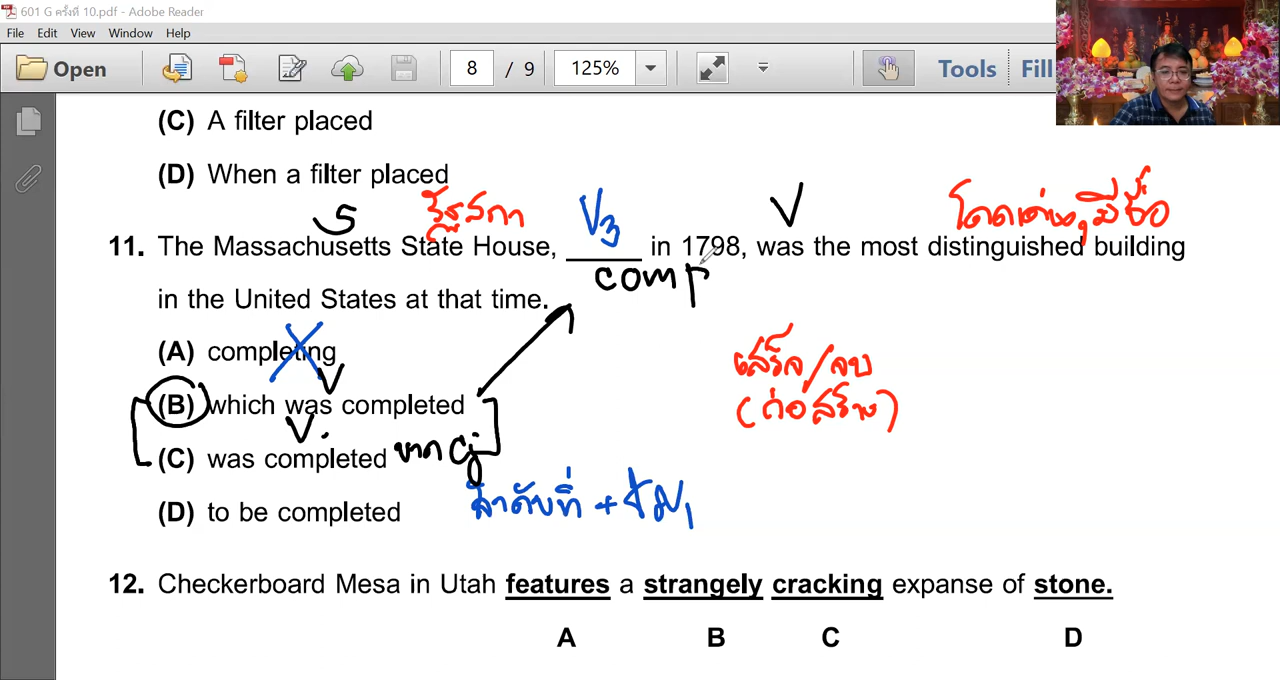 601 G ครั้งที่ 10.pdf - Adobe Reader
File Edit View Window Help
Open 8 / 9 125% Tools Fill
(C) A filter placed
(D) When a filter placed
S รัฐสภา V3 V โดดเด่น, มีชื่อ
11. The Massachusetts State House, ______ in 1798, was the most distinguished building
comp
in the United States at that time.
(A) completing
เสร็จ/จบ
V
(B) which was completed
(ก่อสร้าง)
V.
(C) was completed ขาด Cj
ลำดับที่ +
(D) to be completed
12. Checkerboard Mesa in Utah features a strangely cracking expanse of stone.
A B C D